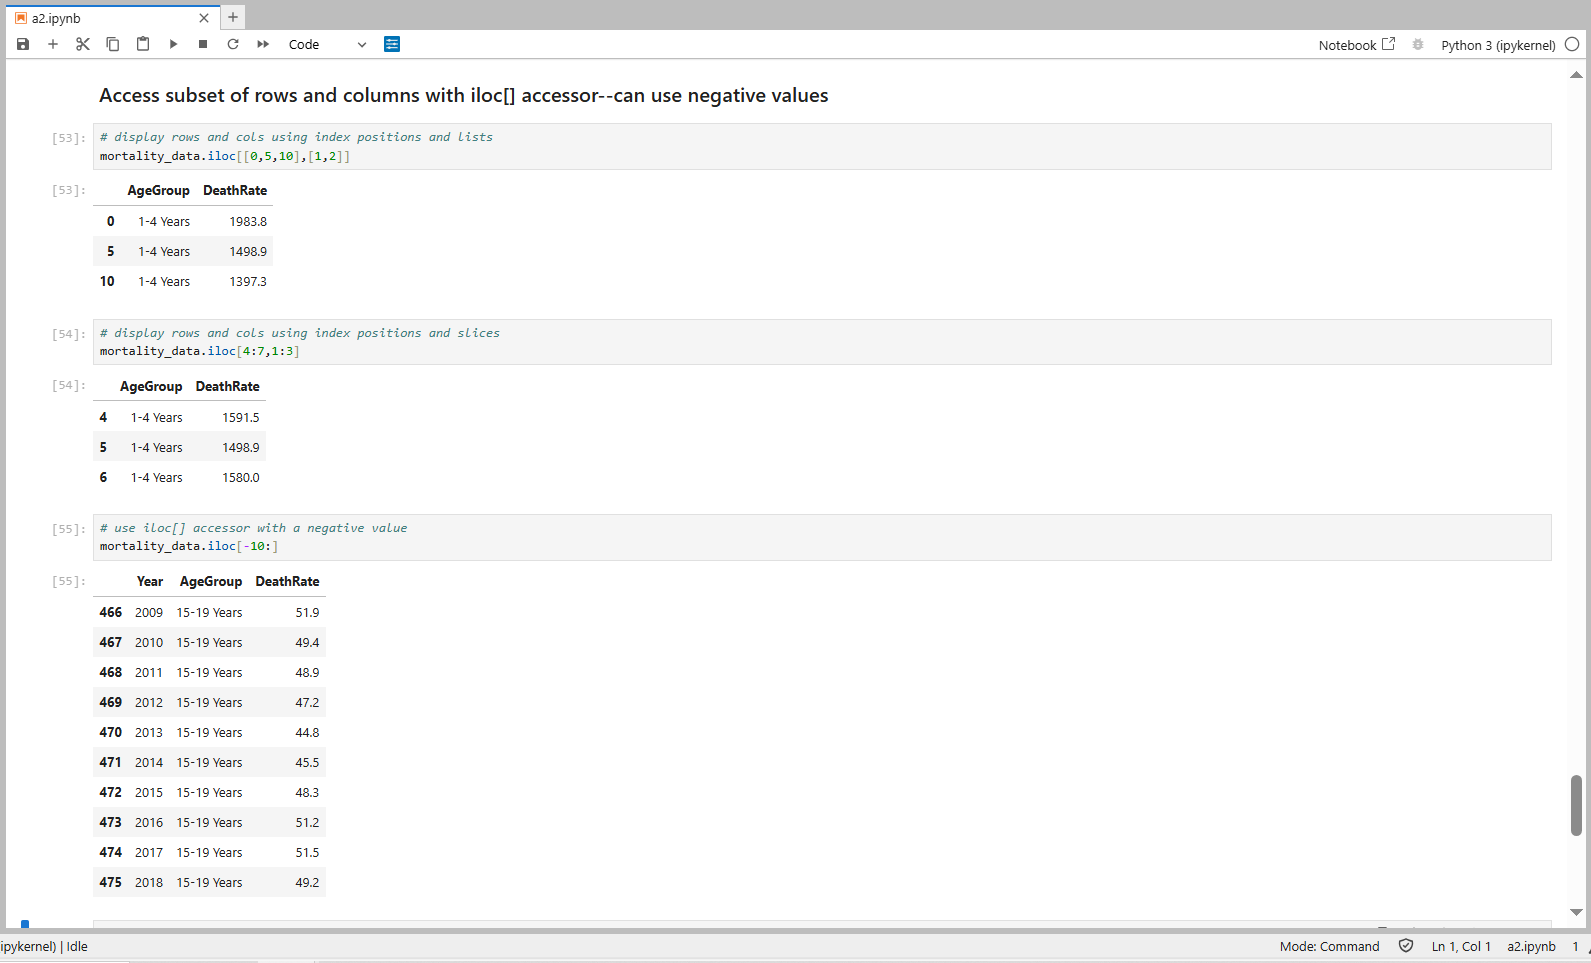 a2.ipynb
Code
Notebook
Python 3 (ipykernel)
Access subset of rows and columns with iloc[] accessor--can use negative values
[53]:
# display rows and cols using index positions and lists
mortality_data.iloc[[0,5,10],[1,2]]
[53]:
AgeGroup DeathRate
0 1-4 Years 1983.8
5 1-4 Years 1498.9
10 1-4 Years 1397.3
[54]:
# display rows and cols using index positions and slices
mortality_data.iloc[4:7,1:3]
[54]:
AgeGroup DeathRate
4 1-4 Years 1591.5
5 1-4 Years 1498.9
6 1-4 Years 1580.0
[55]:
# use iloc[] accessor with a negative value
mortality_data.iloc[-10:]
[55]:
Year AgeGroup DeathRate
466 2009 15-19 Years 51.9
467 2010 15-19 Years 49.4
468 2011 15-19 Years 48.9
469 2012 15-19 Years 47.2
470 2013 15-19 Years 44.8
471 2014 15-19 Years 45.5
472 2015 15-19 Years 48.3
473 2016 15-19 Years 51.2
474 2017 15-19 Years 51.5
475 2018 15-19 Years 49.2
ipykernel) | Idle
Mode: Command
Ln 1, Col 1
a2.ipynb
1